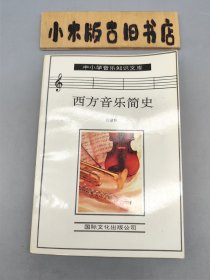 小木版古旧书店
中小学音乐知识文库
西方音乐简史
国际文化出版公司